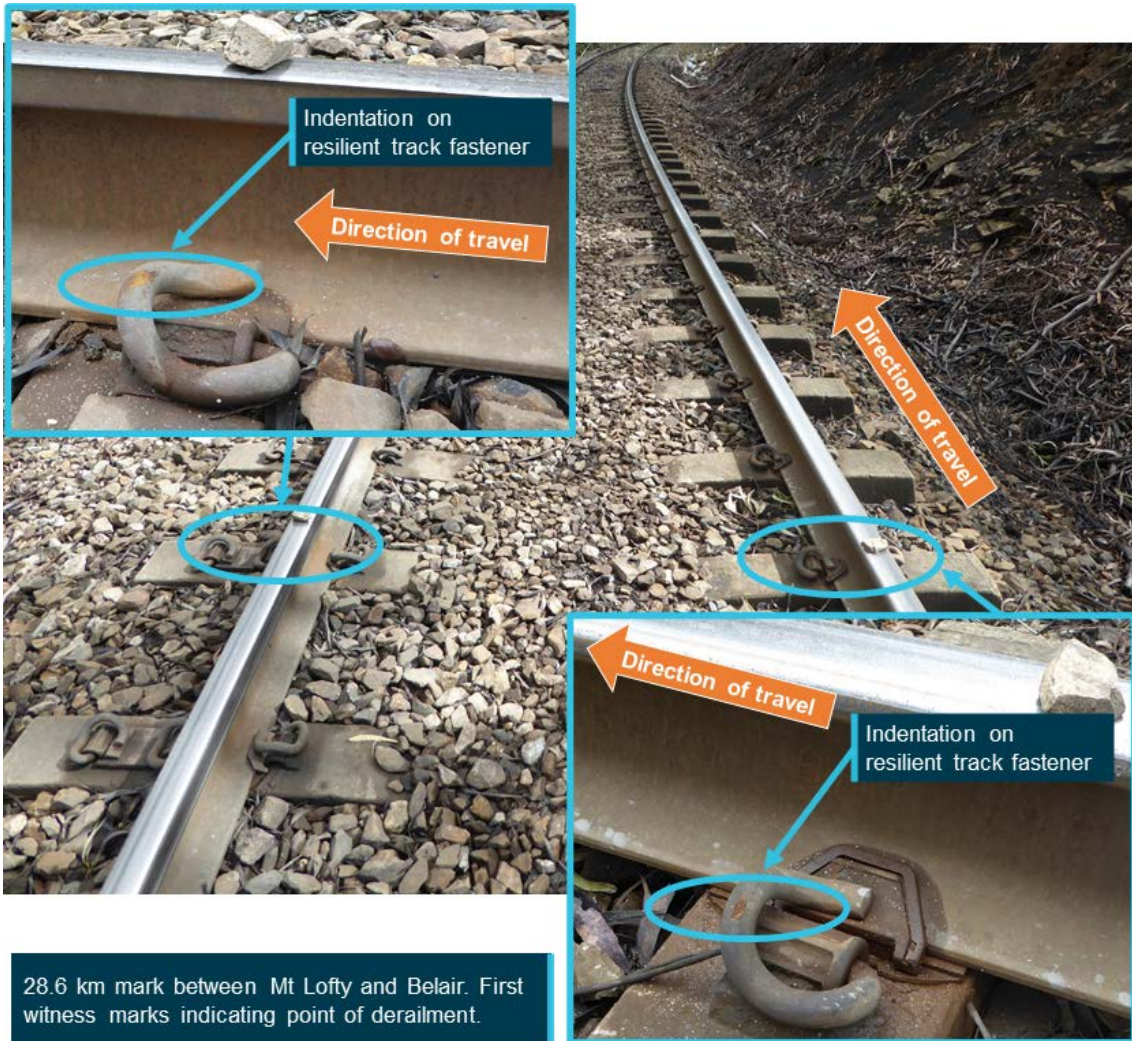 Indentation on
resilient track fastener
Direction of travel
Direction of travel
Direction of travel
Indentation on
resilient track fastener
28.6 km mark between Mt Lofty and Belair. First
witness marks indicating point of derailment.